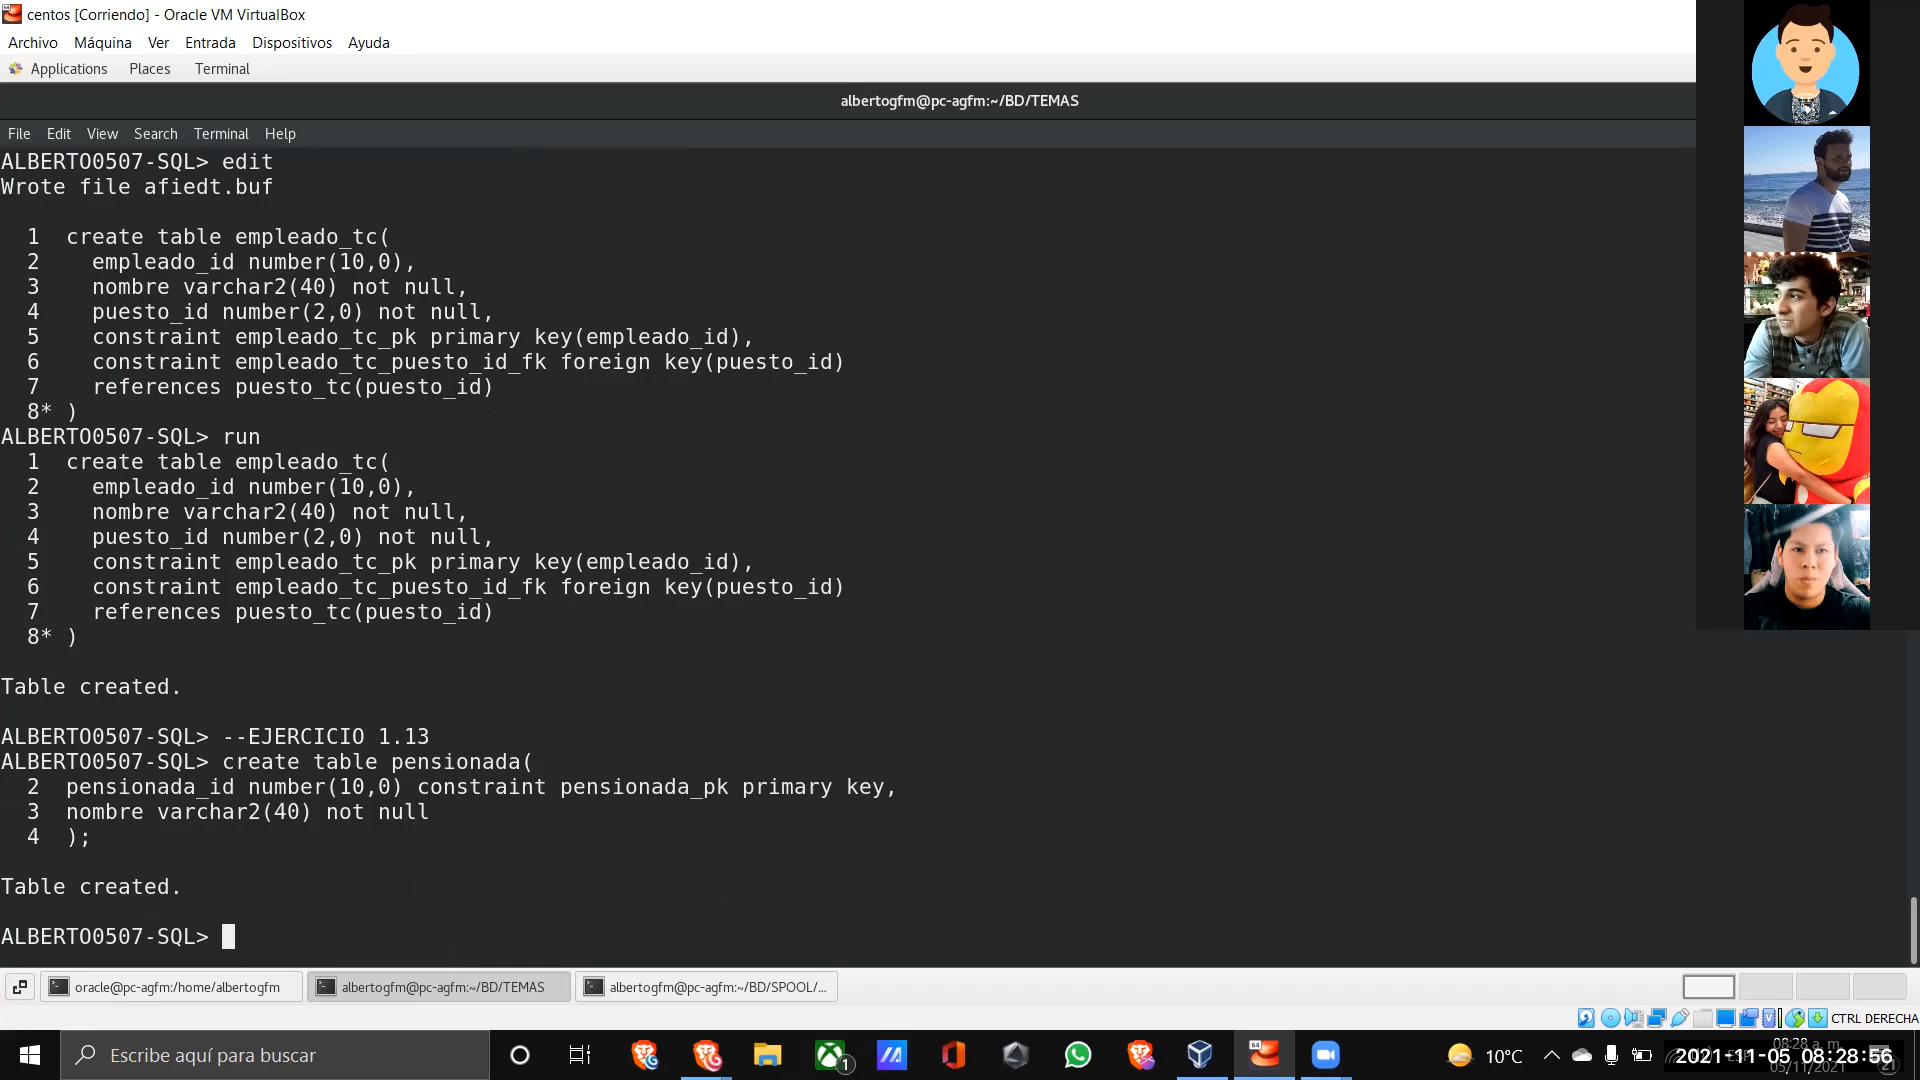 centos [Corriendo] - Oracle VM VirtualBox
Archivo Máquina Ver Entrada Dispositivos Ayuda
Applications Places Terminal
albertogfm@pc-agfm:~/BD/TEMAS
File Edit View Search Terminal Help
ALBERTO0507-SQL> edit
Wrote file afiedt.buf
1 create table empleado_tc(
2 empleado_id number(10,0),
3 nombre varchar2(40) not null,
4 puesto_id number(2,0) not null,
5 constraint empleado_tc_pk primary key(empleado_id),
6 constraint empleado_tc_puesto_id_fk foreign key(puesto_id)
7 references puesto_tc(puesto_id)
8* )
ALBERTO0507-SQL> run
1 create table empleado_tc(
2 empleado_id number(10,0),
3 nombre varchar2(40) not null,
4 puesto_id number(2,0) not null,
5 constraint empleado_tc_pk primary key(empleado_id),
6 constraint empleado_tc_puesto_id_fk foreign key(puesto_id)
7 references puesto_tc(puesto_id)
8* )
Table created.
ALBERTO0507-SQL> --EJERCICIO 1.13
ALBERTO0507-SQL> create table pensionada(
2 pensionada_id number(10,0) constraint pensionada_pk primary key,
3 nombre varchar2(40) not null
4 );
Table created.
ALBERTO0507-SQL>
oracle@pc-agfm:/home/albertogfm albertogfm@pc-agfm:~/BD/TEMAS albertogfm@pc-agfm:~/BD/SPOOL/...
CTRL DERECHA
Escribe aquí para buscar 1 10°C 08:28 a. m.
2021-11-05 08:28:56
05/11/2021 21